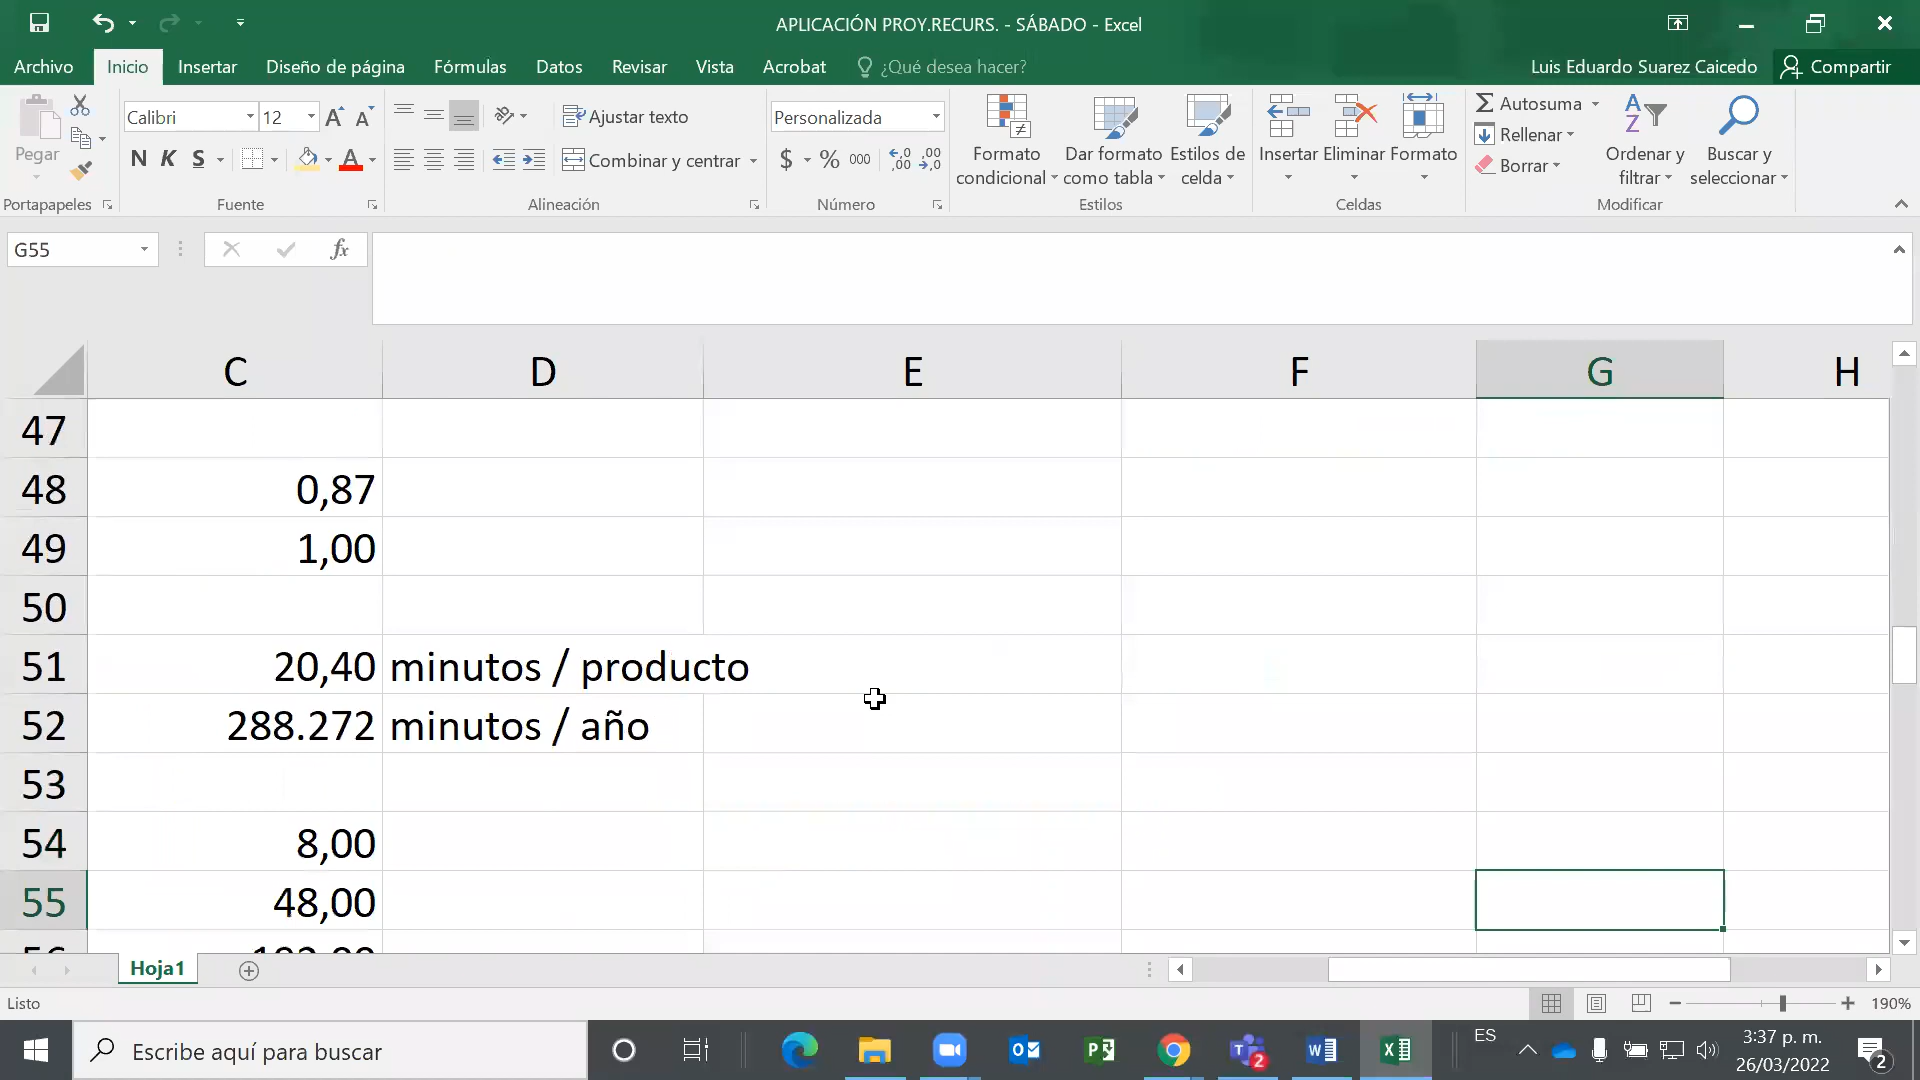 APLICACIÓN PROY.RECURS. - SÁBADO - Excel
Archivo Inicio Insertar Diseño de página Fórmulas Datos Revisar Vista Acrobat ¿Qué desea hacer? Luis Eduardo Suarez Caicedo Compartir
Pegar
Portapapeles
Calibri 12
N K S
Fuente
Ajustar texto
Combinar y centrar
Alineación
Personalizada
$ % 000
Número
Formato condicional
Dar formato como tabla
Estilos de celda
Estilos
Insertar Eliminar Formato
Celdas
Autosuma
Rellenar
Borrar
Ordenar y filtrar
Buscar y seleccionar
Modificar
G55 fx
C D E F G H
47
48 0,87
49 1,00
50
51 20,40 minutos / producto
52 288.272 minutos / año
53
54 8,00
55 48,00
Hoja1
Listo 190%
Escribe aquí para buscar
2
ES
3:37 p. m.
26/03/2022
2